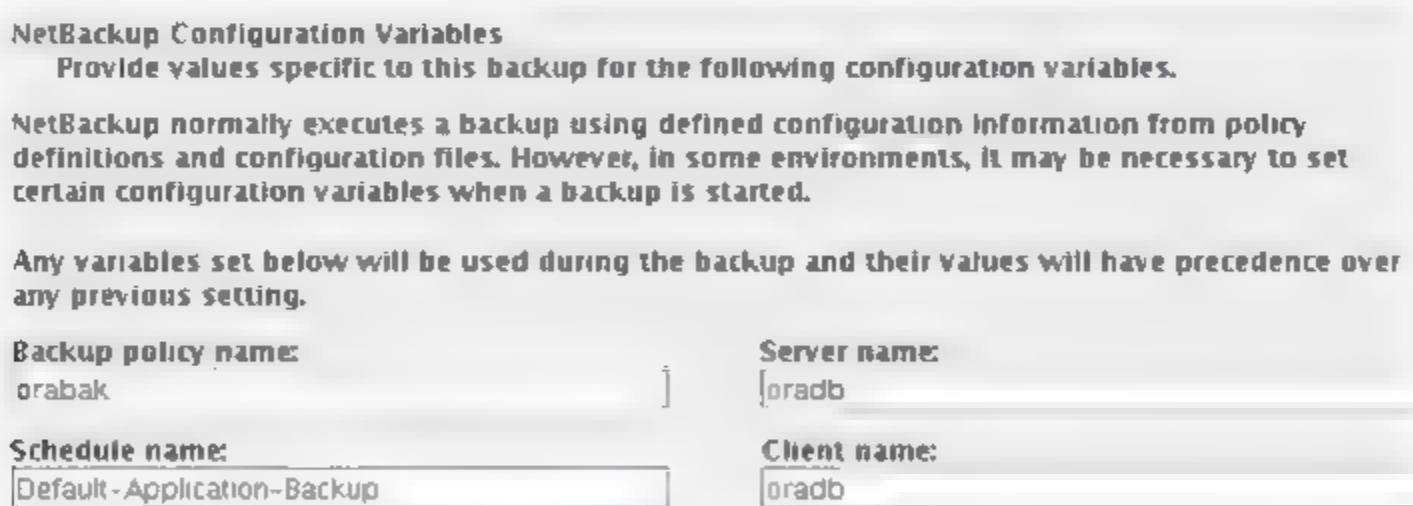 NetBackup Configuration Variables
Provide values specific to this backup for the following configuration variables.
NetBackup normally executes a backup using defined configuration information from policy
definitions and configuration files. However, in some environments, it may be necessary to set
certain configuration variables when a backup is started.
Any variables set below will be used during the backup and their values will have precedence over
any previous setting.
Backup policy name:
orabak
Server name:
oradb
Schedule name:
Default-Application-Backup
Client name:
oradb